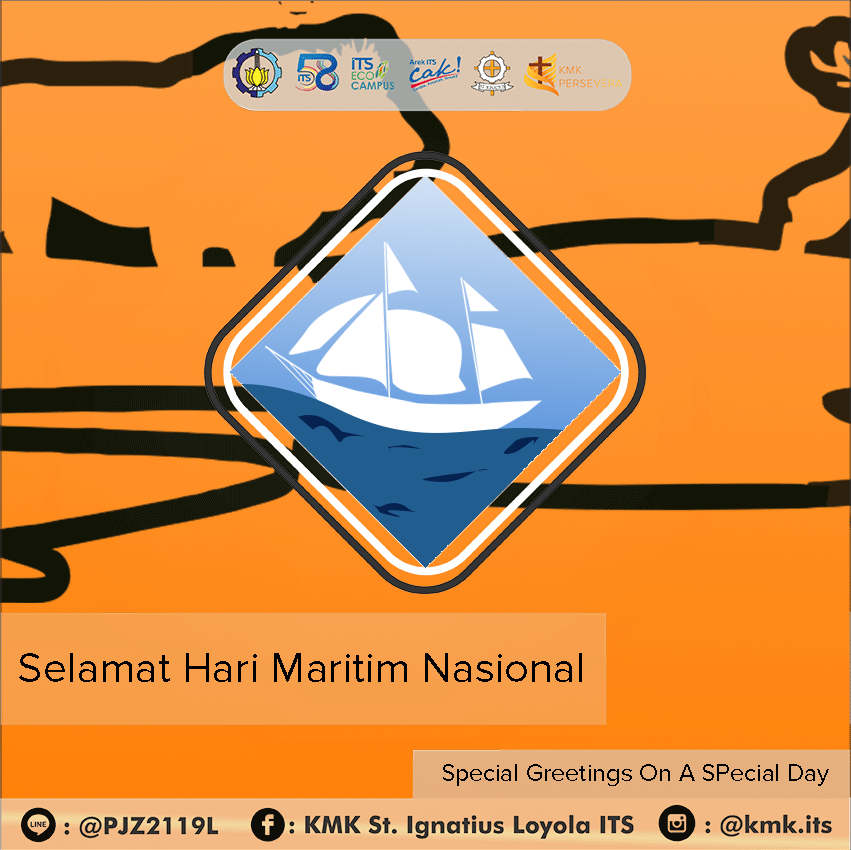 ITS
58
ITS
ECO
CAMPUS
Arek ITS
cak!
KMK
PERSEVERA
Selamat Hari Maritim Nasional
Special Greetings On A SPecial Day
LINE : @PJZ2119L : KMK St. Ignatius Loyola ITS : @kmk.its